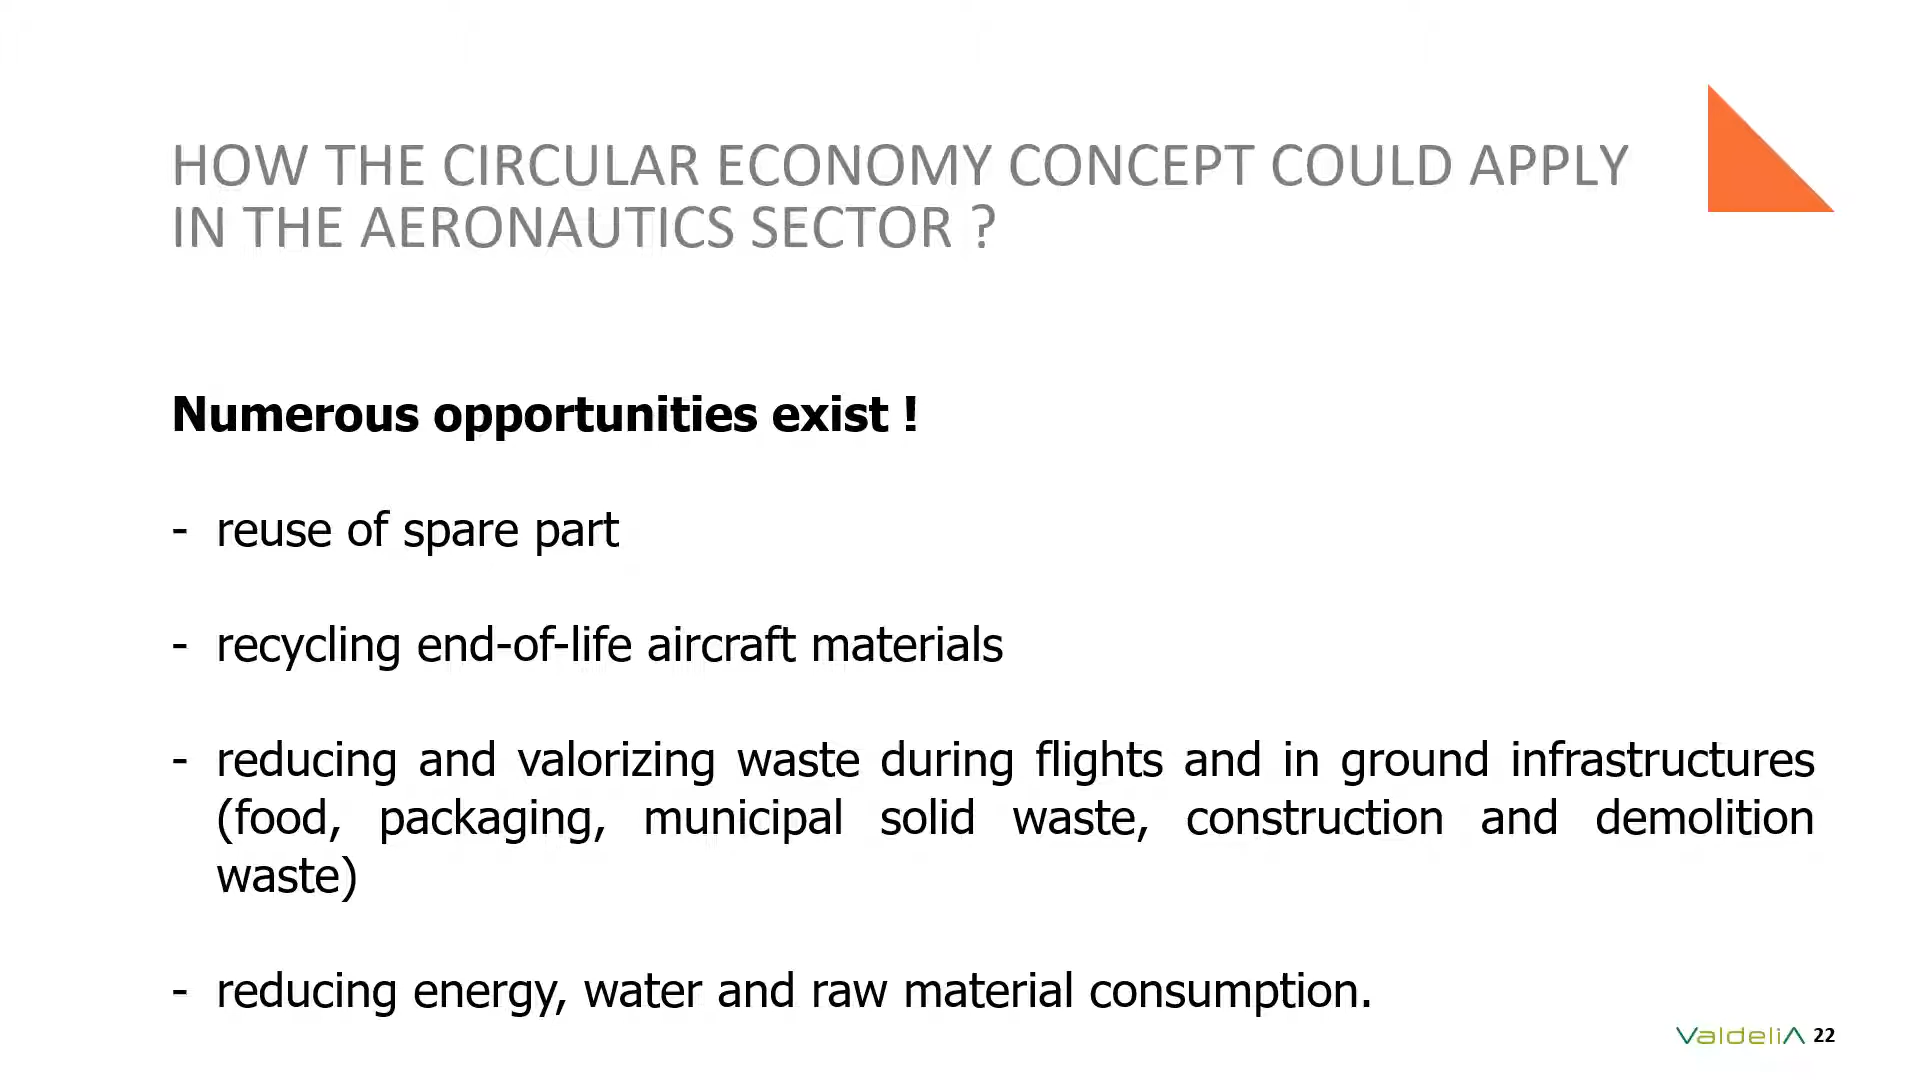 HOW THE CIRCULAR ECONOMY CONCEPT COULD APPLY
IN THE AERONAUTICS SECTOR ?
Numerous opportunities exist !
- reuse of spare part
- recycling end-of-life aircraft materials
- reducing and valorizing waste during flights and in ground infrastructures
(food, packaging, municipal solid waste, construction and demolition
waste)
- reducing energy, water and raw material consumption.
ValdeliA 22